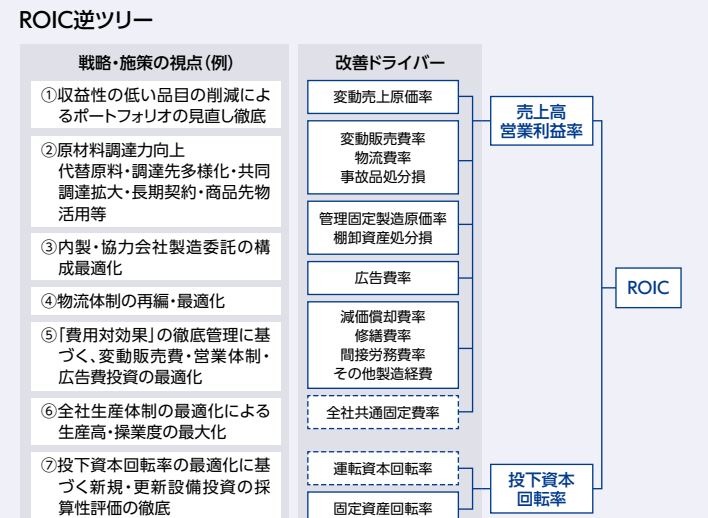 ROIC逆ツリー
戦略・施策の視点(例)
①収益性の低い品目の削減によ
るポートフォリオの見直し徹底
②原材料調達力向上
代替原料・調達先多様化・共同
調達拡大・長期契約・商品先物
活用等
③内製・協力会社製造委託の構
成最適化
④物流体制の再編・最適化
⑤「費用対効果」の徹底管理に基
づく、変動販売費・営業体制・
広告費投資の最適化
⑥全社生産体制の最適化による
生産高・操業度の最大化
⑦投下資本回転率の最適化に基
づく新規・更新設備投資の採
算性評価の徹底
改善ドライバー
変動売上原価率
変動販売費率
物流費率
事故品処分損
管理固定製造原価率
棚卸資産処分損
広告費率
減価償却費率
修繕費率
間接労務費率
その他製造経費
全社共通固定費率
運転資本回転率
固定資産回転率
売上高
営業利益率
投下資本
回転率
ROIC